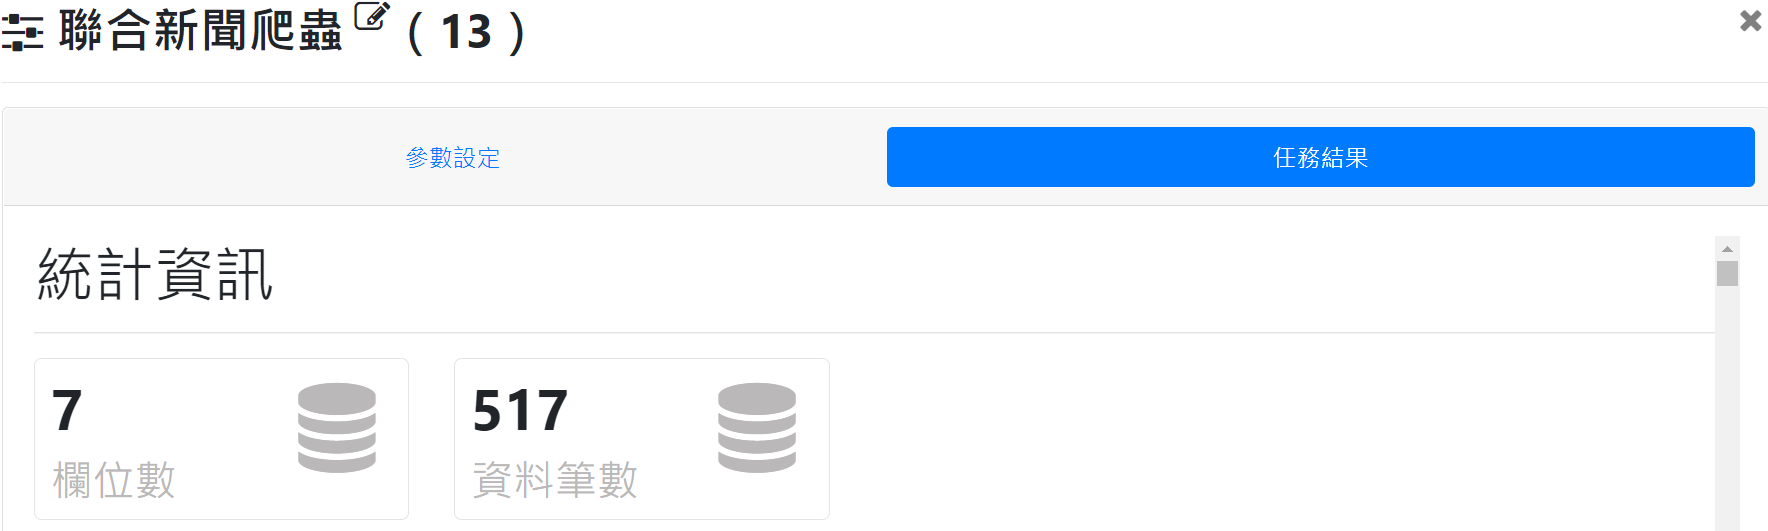 聯合新聞爬蟲 ( 13 )
參數設定
任務結果
統計資訊
7
欄位數
517
資料筆數